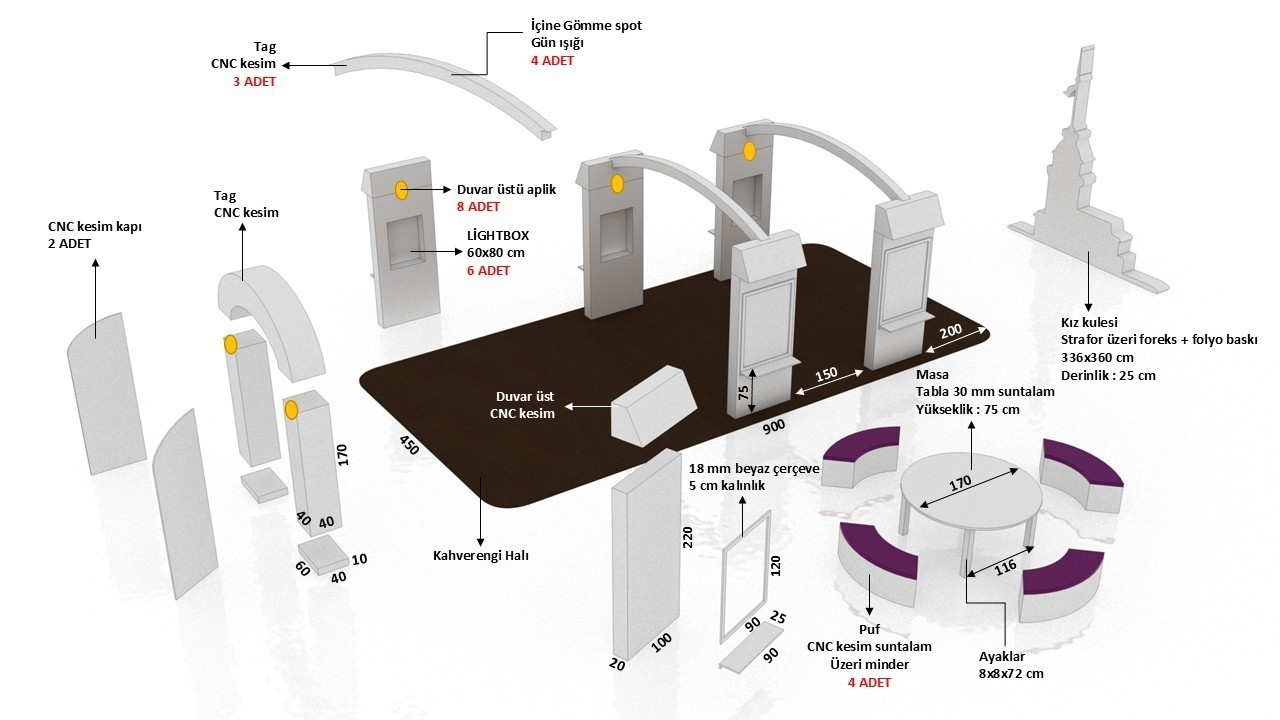 İçine Gömme spot
Gün ışığı
4 ADET
Tag
CNC kesim
3 ADET
Duvar üstü aplik
8 ADET
LİGHTBOX
60x80 cm
6 ADET
Tag
CNC kesim
CNC kesim kapı
2 ADET
Kız kulesi
Strafor üzeri foreks + folyo baskı
336x360 cm
Derinlik : 25 cm
200
150
75
900
450
Duvar üst
CNC kesim
Masa
Tabla 30 mm suntalam
Yükseklik : 75 cm
170
116
170
40
40
60
40
10
Kahverengi Halı
18 mm beyaz çerçeve
5 cm kalınlık
220
120
90
25
90
100
20
Puf
CNC kesim suntalam
Üzeri minder
4 ADET
Ayaklar
8x8x72 cm